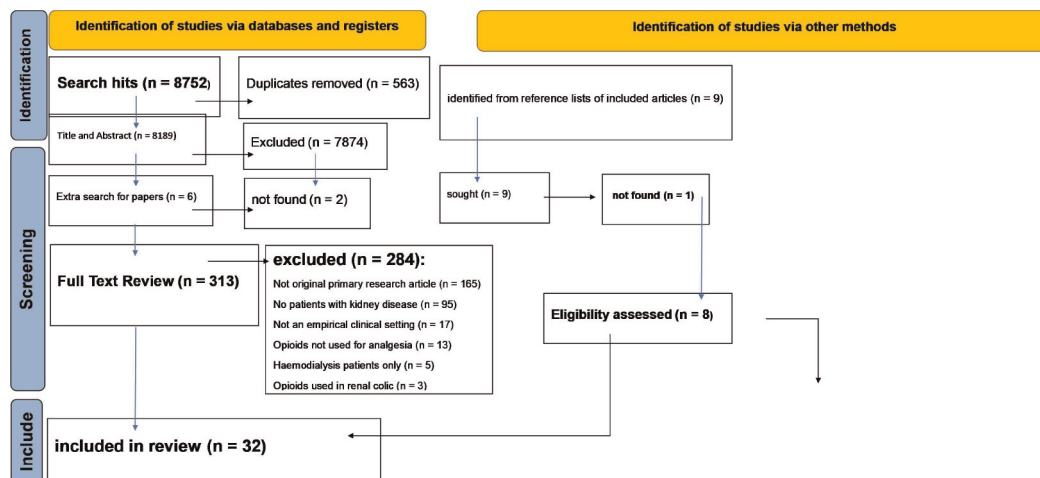 Identification of studies via databases and registers
Identification of studies via other methods
Identification
Search hits (n = 8752)
Duplicates removed (n = 563)
identified from reference lists of included articles (n = 9)
Title and Abstract (n = 8189)
Excluded (n = 7874)
Screening
Extra search for papers (n = 6)
not found (n = 2)
sought (n = 9)
not found (n = 1)
Full Text Review (n = 313)
excluded (n = 284):
Not original primary research article (n = 165)
No patients with kidney disease (n = 95)
Not an empirical clinical setting (n = 17)
Opioids not used for analgesia (n = 13)
Haemodialysis patients only (n = 5)
Opioids used in renal colic (n = 3)
Eligibility assessed (n = 8)
Include
included in review (n = 32)